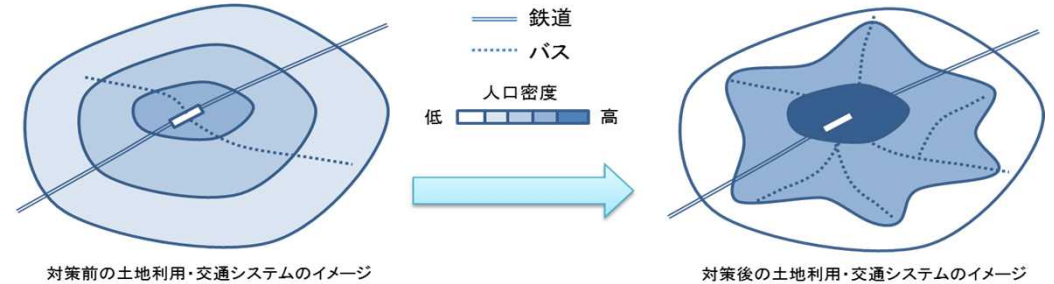 鉄道
バス
人口密度
低 高
対策前の土地利用・交通システムのイメージ
対策後の土地利用・交通システムのイメージ